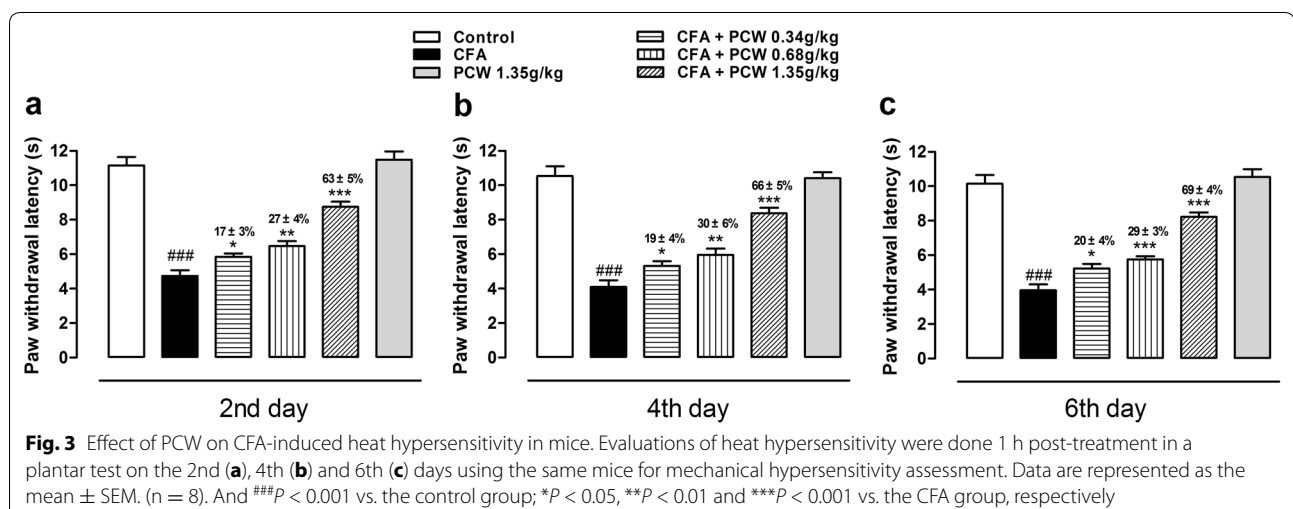 Control
CFA
PCW 1.35g/kg
CFA + PCW 0.34g/kg
CFA + PCW 0.68g/kg
CFA + PCW 1.35g/kg
a
Paw withdrawal latency (s)
12
10
8
6
4
2
0
###
17 ± 3%
*
27 ± 4%
**
63 ± 5%
***
2nd day
b
Paw withdrawal latency (s)
12
10
8
6
4
2
0
###
19 ± 4%
*
30 ± 6%
**
66 ± 5%
***
4th day
c
Paw withdrawal latency (s)
12
10
8
6
4
2
0
###
20 ± 4%
*
29 ± 3%
***
69 ± 4%
***
6th day
Fig. 3 Effect of PCW on CFA-induced heat hypersensitivity in mice. Evaluations of heat hypersensitivity were done 1 h post-treatment in a
plantar test on the 2nd (a), 4th (b) and 6th (c) days using the same mice for mechanical hypersensitivity assessment. Data are represented as the
mean ± SEM. (n = 8). And ###P < 0.001 vs. the control group; *P < 0.05, **P < 0.01 and ***P < 0.001 vs. the CFA group, respectively